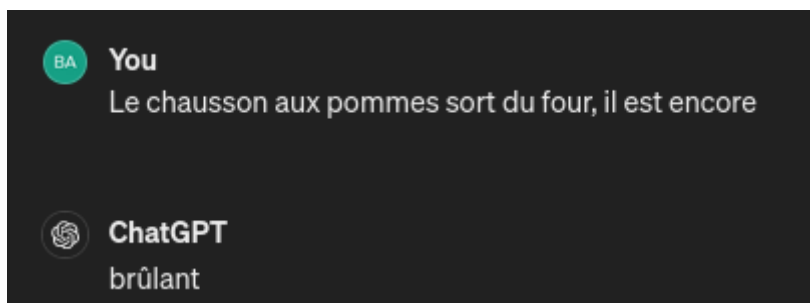 BA
You
Le chausson aux pommes sort du four, il est encore
ChatGPT
brûlant